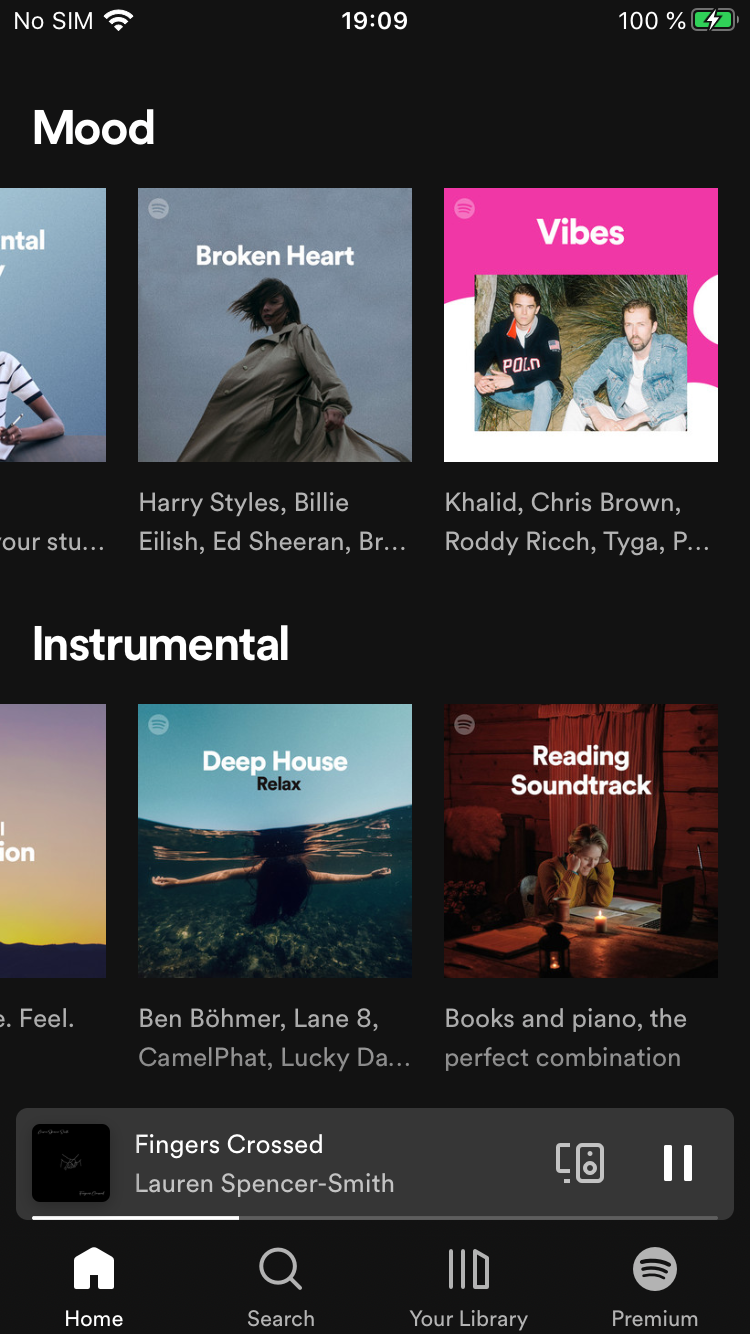 No SIM 19:09 100 %
Mood
ntal
Broken Heart
Vibes
POLO
Harry Styles, Billie
Khalid, Chris Brown,
our stu...
Eilish, Ed Sheeran, Br...
Roddy Ricch, Tyga, P...
Instrumental
Deep House
Relax
Reading
Soundtrack
ion
e. Feel.
Ben Böhmer, Lane 8,
CamelPhat, Lucky Da...
Books and piano, the
perfect combination
Fingers Crossed
Lauren Spencer-Smith
Home
Search
Your Library
Premium